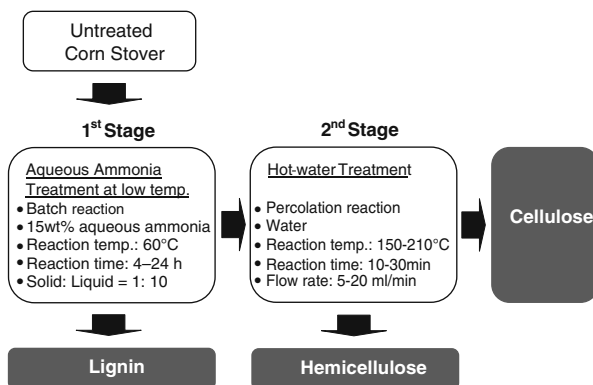 Untreated
Corn Stover
1st Stage
Aqueous Ammonia
Treatment at low temp.
• Batch reaction
• 15wt% aqueous ammonia
• Reaction temp.: 60°C
• Reaction time: 4–24 h
• Solid: Liquid = 1: 10
2nd Stage
Hot-water Treatment
• Percolation reaction
• Water
• Reaction temp.: 150-210°C
• Reaction time: 10-30min
• Flow rate: 5-20 ml/min
Cellulose
Lignin
Hemicellulose